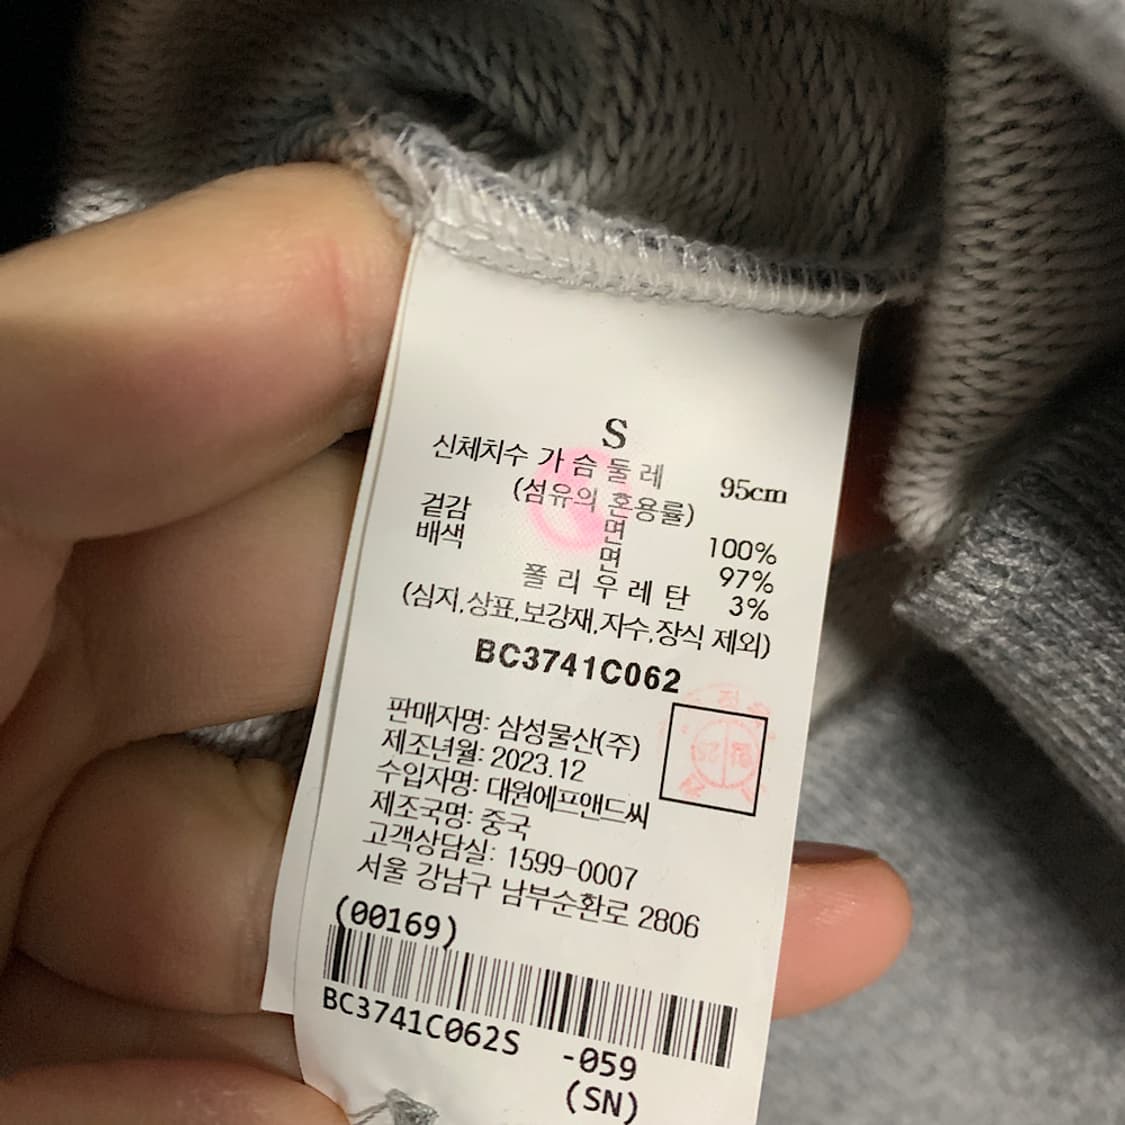 S
신체치수 가 슴 둘 레 95cm
(섬유의 혼용률)
겉감 면 100%
배색 면 97%
폴 리 우 레 탄 3%
(심지,상표,보강재,자수,장식 제외)
BC3741C062
판매자명: 삼성물산(주)
제조년월: 2023.12
수입자명: 대원에프앤드씨
제조국명: 중국
고객상담실: 1599-0007
서울 강남구 남부순환로 2806
(00169)
BC3741C062S -059
(SN)